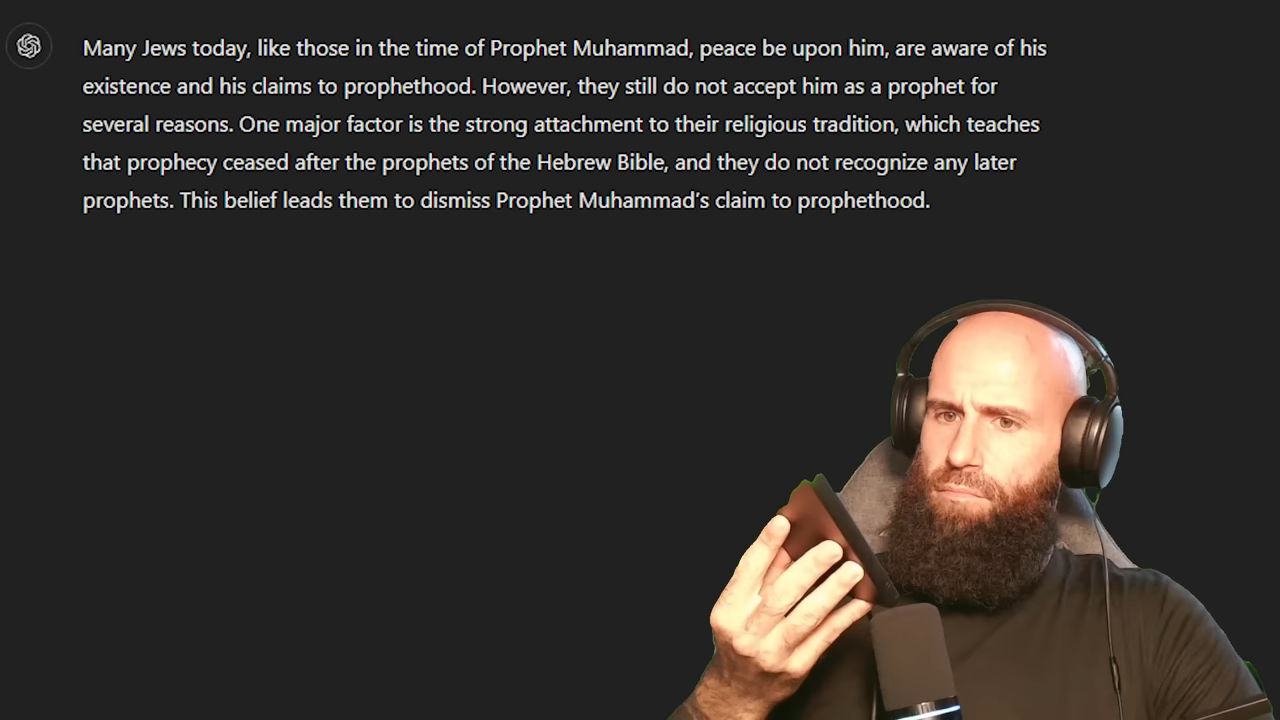 Many Jews today, like those in the time of Prophet Muhammad, peace be upon him, are aware of his
existence and his claims to prophethood. However, they still do not accept him as a prophet for
several reasons. One major factor is the strong attachment to their religious tradition, which teaches
that prophecy ceased after the prophets of the Hebrew Bible, and they do not recognize any later
prophets. This belief leads them to dismiss Prophet Muhammad's claim to prophethood.